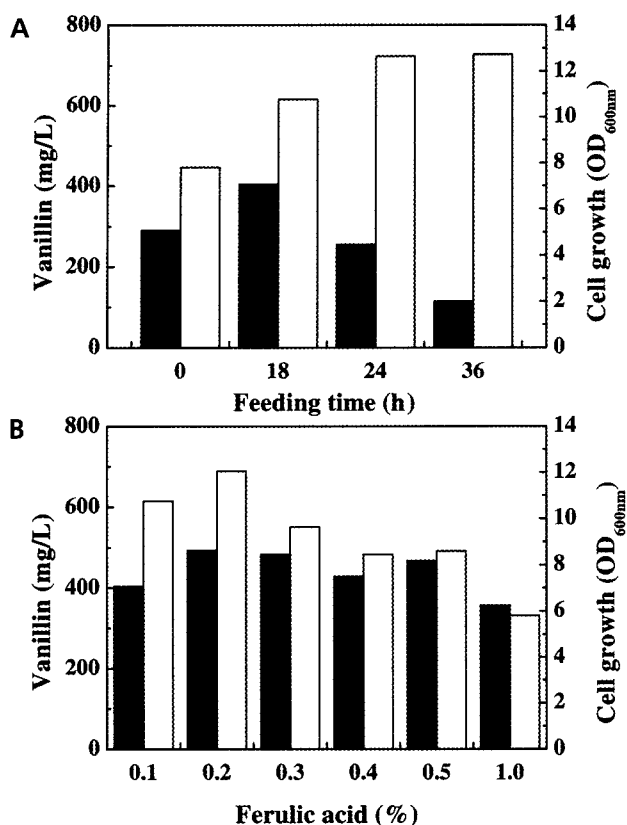 A
800
600
400
200
0
Vanillin (mg/L)
14
12
10
8
6
4
2
0
Cell growth (OD600nm)
0 18 24 36
Feeding time (h)
B
800
600
400
200
0
Vanillin (mg/L)
14
12
10
8
6
4
2
0
Cell growth (OD600nm)
0.1 0.2 0.3 0.4 0.5 1.0
Ferulic acid (%)